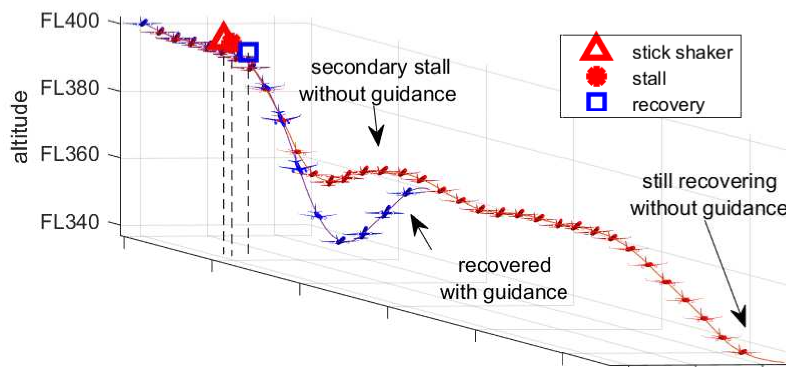 FL400
FL380
FL360
FL340
altitude
stick shaker
stall
recovery
secondary stall
without guidance
still recovering
without guidance
recovered
with guidance